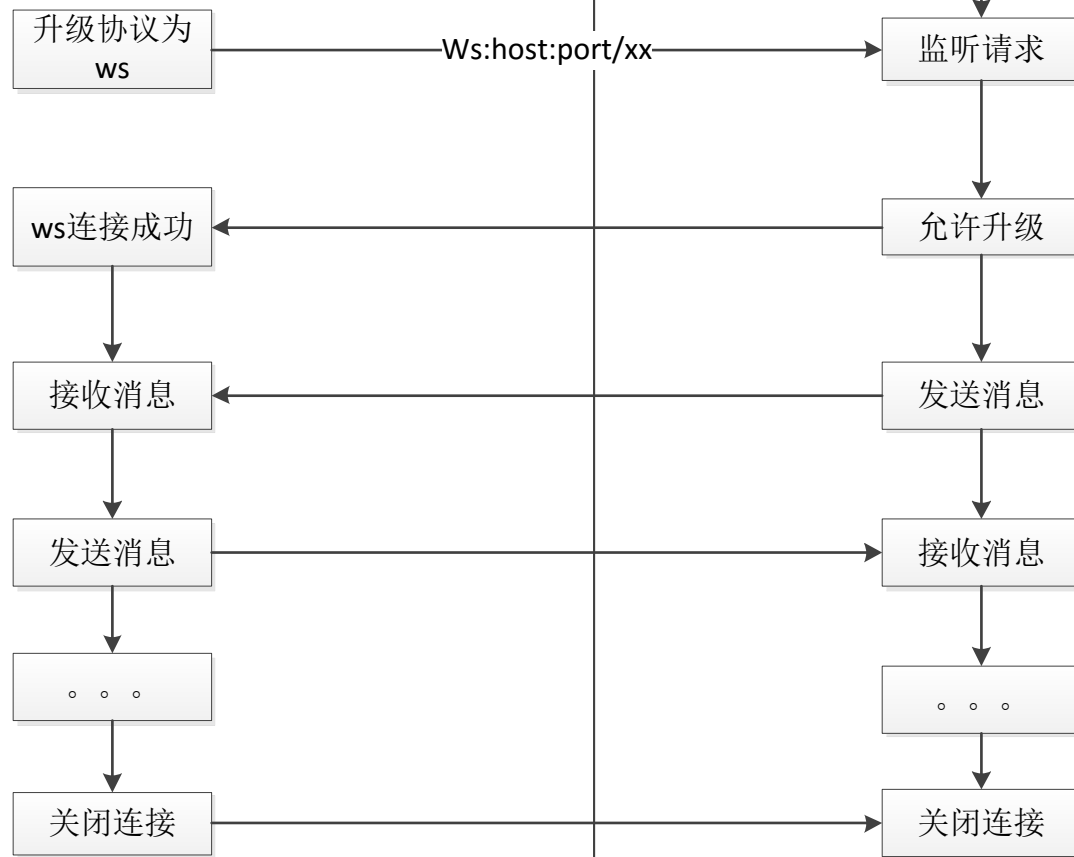 升级协议为
ws
Ws:host:port/xx
监听请求
ws连接成功
允许升级
接收消息
发送消息
发送消息
接收消息
。。。
。。。
关闭连接
关闭连接